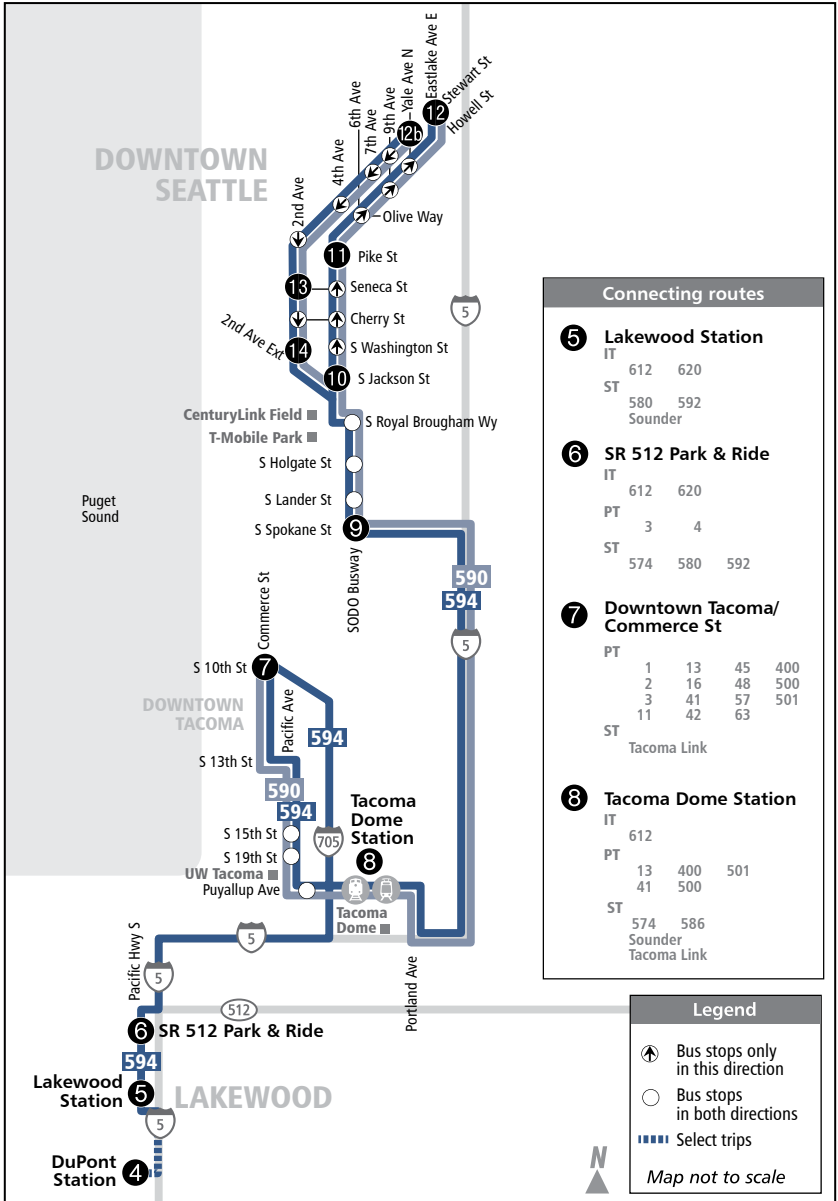 Eastlake Ave E
Yale Ave N
Stewart St
Howell St
9th Ave
6th Ave
7th Ave
4th Ave
2nd Ave
12
12b
DOWNTOWN
SEATTLE
Olive Way
11
Pike St
13
Seneca St
5
Cherry St
2nd Ave Ext
14
S Washington St
10
S Jackson St
CenturyLink Field
S Royal Brougham Wy
T-Mobile Park
S Holgate St
Puget
Sound
S Lander St
S Spokane St
9
SODO Busway
590
594
5
Commerce St
S 10th St
7
DOWNTOWN
TACOMA
Pacific Ave
594
S 13th St
590
594
Tacoma
Dome
Station
8
S 15th St
705
S 19th St
UW Tacoma
Puyallup Ave
Tacoma
Dome
5
Pacific Hwy S
5
Portland Ave
512
6
SR 512 Park & Ride
594
Lakewood
Station
5
LAKEWOOD
5
DuPont
Station
4
N
Connecting routes
5 Lakewood Station
IT
612 620
ST
580 592
Sounder
6 SR 512 Park & Ride
IT
612 620
PT
3 4
ST
574 580 592
7 Downtown Tacoma/
Commerce St
PT
1 13 45 400
2 16 48 500
3 41 57 501
11 42 63
ST
Tacoma Link
8 Tacoma Dome Station
IT
612
PT
13 400 501
41 500
ST
574 586
Sounder
Tacoma Link
Legend
Bus stops only
in this direction
Bus stops
in both directions
Select trips
Map not to scale